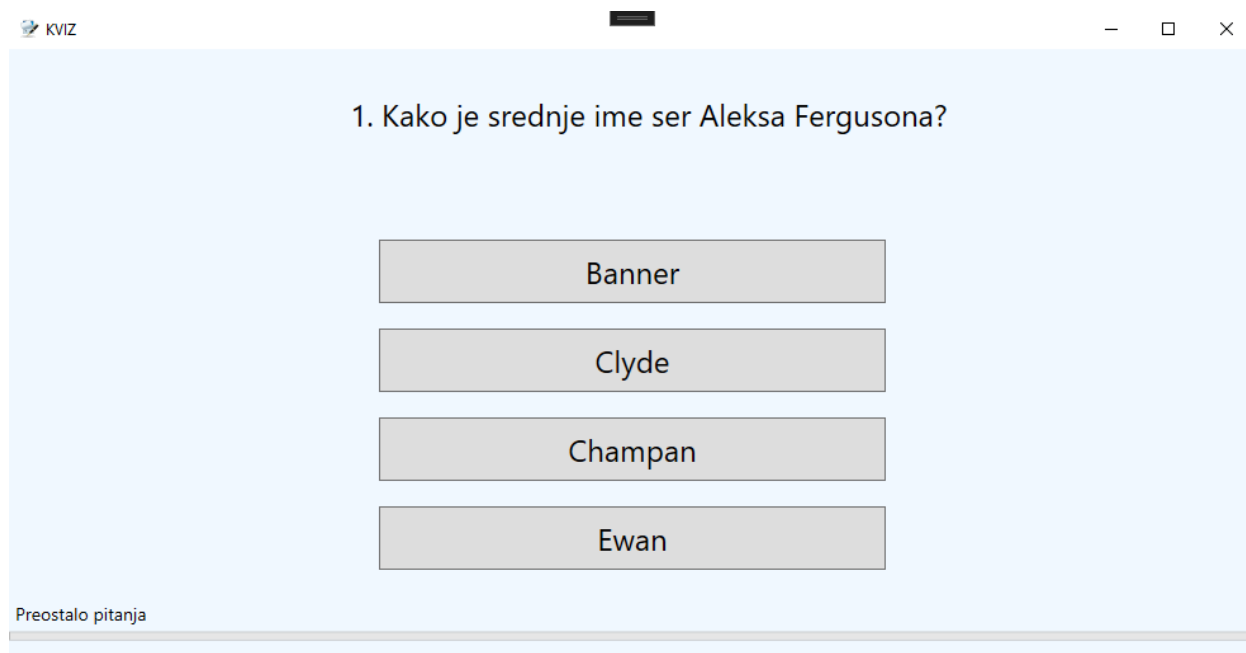 KVIZ
1. Kako je srednje ime ser Aleksa Fergusona?
Banner
Clyde
Champan
Ewan
Preostalo pitanja